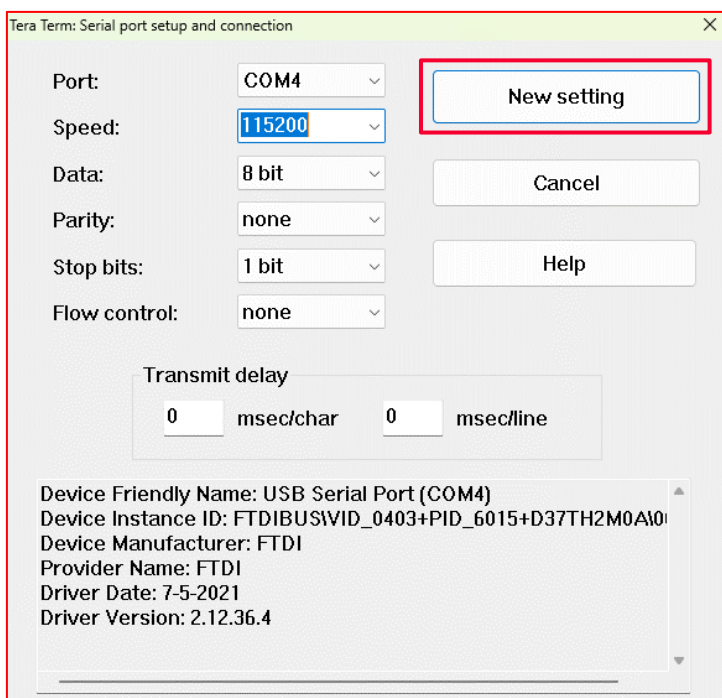 Tera Term: Serial port setup and connection
Port: COM4
New setting
Speed: 115200
Data: 8 bit
Cancel
Parity: none
Stop bits: 1 bit
Help
Flow control: none
Transmit delay
0 msec/char 0 msec/line
Device Friendly Name: USB Serial Port (COM4)
Device Instance ID: FTDIBUS\VID_0403+PID_6015+D37TH2M0A\0
Device Manufacturer: FTDI
Provider Name: FTDI
Driver Date: 7-5-2021
Driver Version: 2.12.36.4